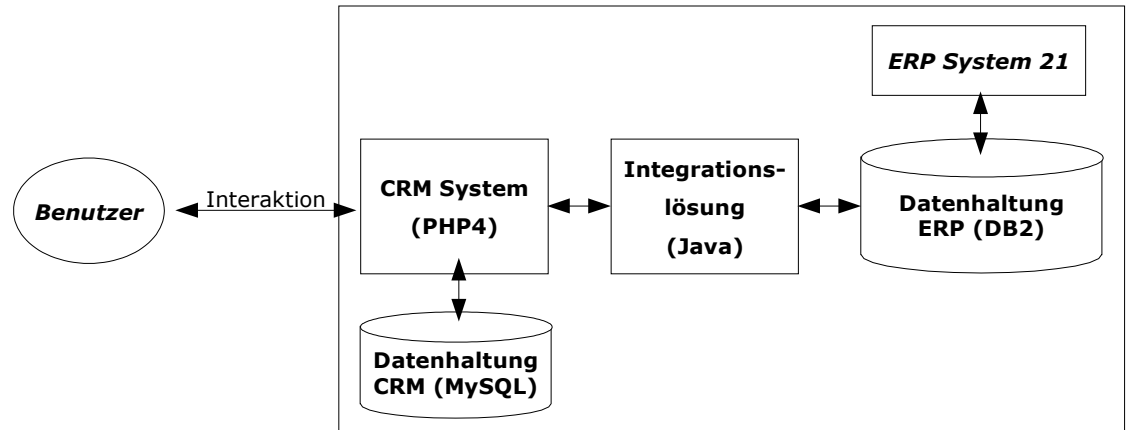 ERP System 21
Benutzer
Interaktion
CRM System
(PHP4)
Integrations-
lösung
(Java)
Datenhaltung
ERP (DB2)
Datenhaltung
CRM (MySQL)